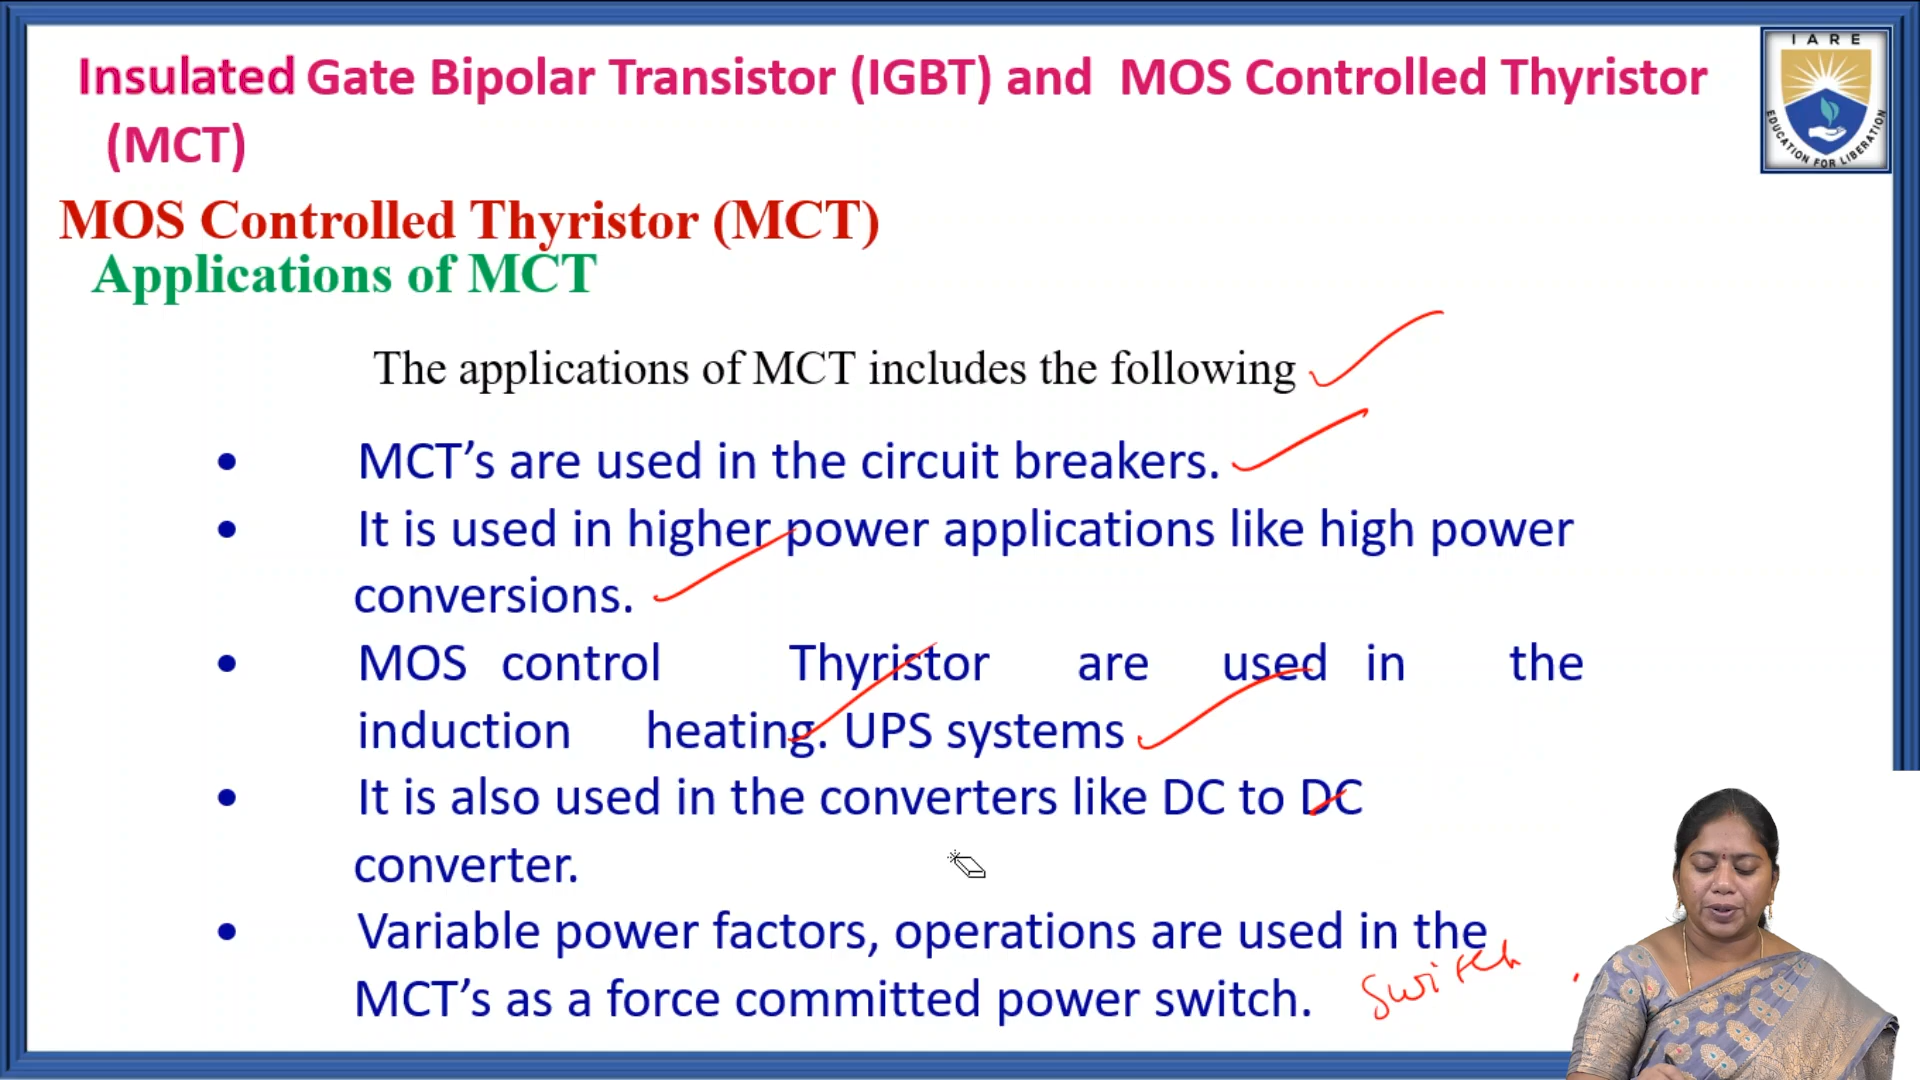 Insulated Gate Bipolar Transistor (IGBT) and MOS Controlled Thyristor
(MCT)
IARE
EDUCATION FOR LIBERATION
MOS Controlled Thyristor (MCT)
Applications of MCT
The applications of MCT includes the following
• MCT’s are used in the circuit breakers.
• It is used in higher power applications like high power
conversions.
• MOS control Thyristor are used in the
induction heating. UPS systems
• It is also used in the converters like DC to DC
converter.
• Variable power factors, operations are used in the
MCT’s as a force committed power switch.
Switch